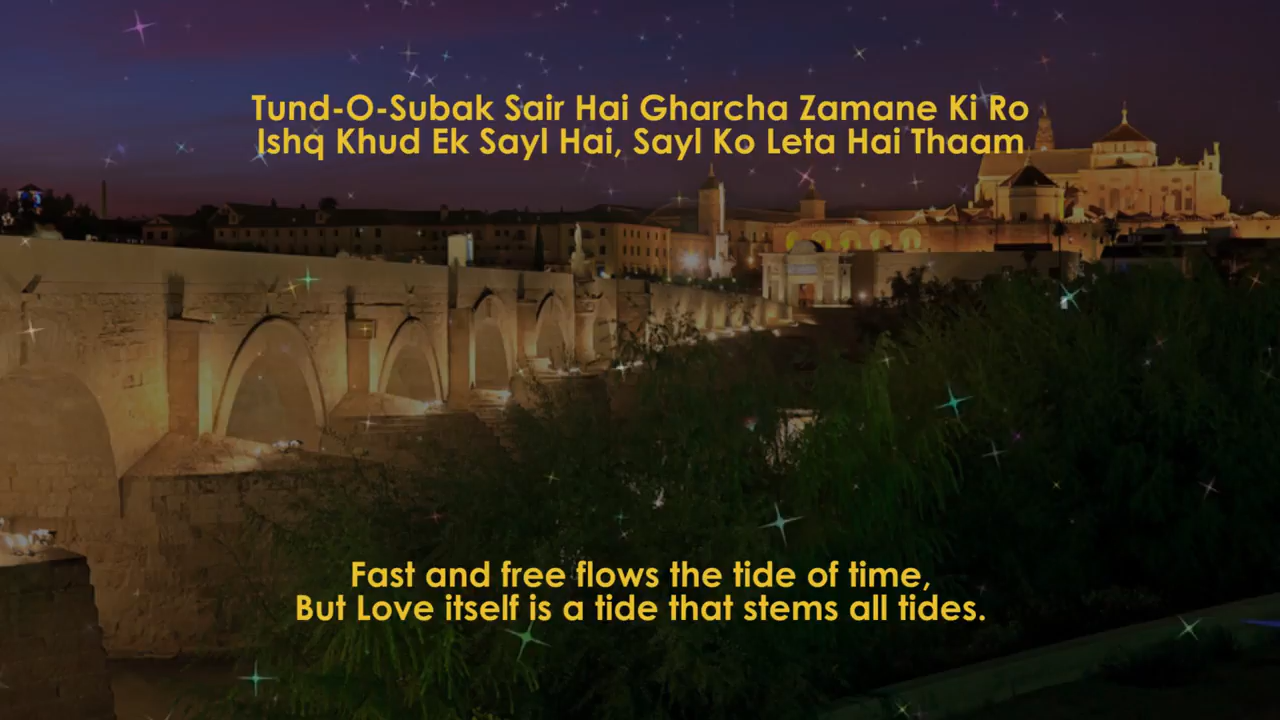 Tund-O-Subak Sair Hai Gharcha Zamane Ki Ro
Ishq Khud Ek Sayl Hai, Sayl Ko Leta Hai Thaam
Fast and free flows the tide of time,
But Love itself is a tide that stems all tides.